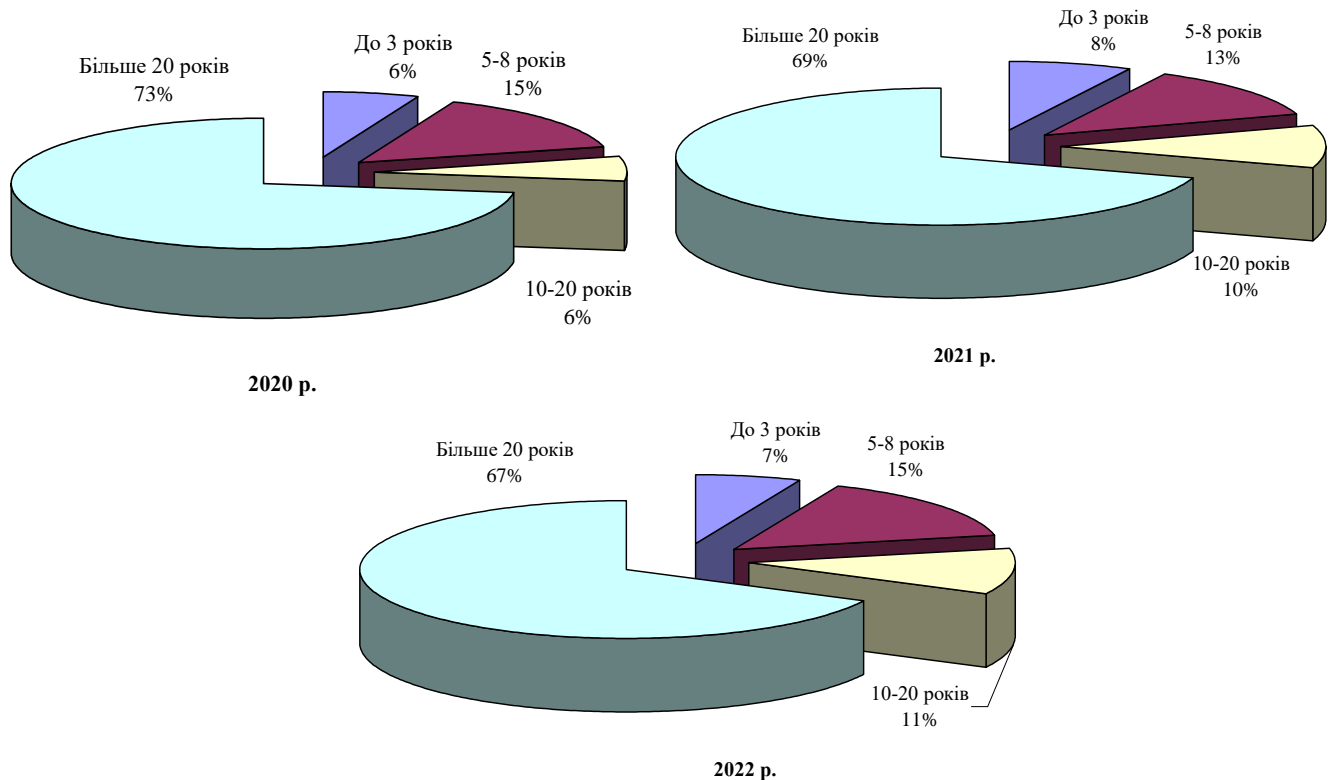 Більше 20 років
73%
До 3 років
6%
5-8 років
15%
10-20 років
6%
2020 р.
Більше 20 років
69%
До 3 років
8%
5-8 років
13%
10-20 років
10%
2021 р.
Більше 20 років
67%
До 3 років
7%
5-8 років
15%
10-20 років
11%
2022 р.